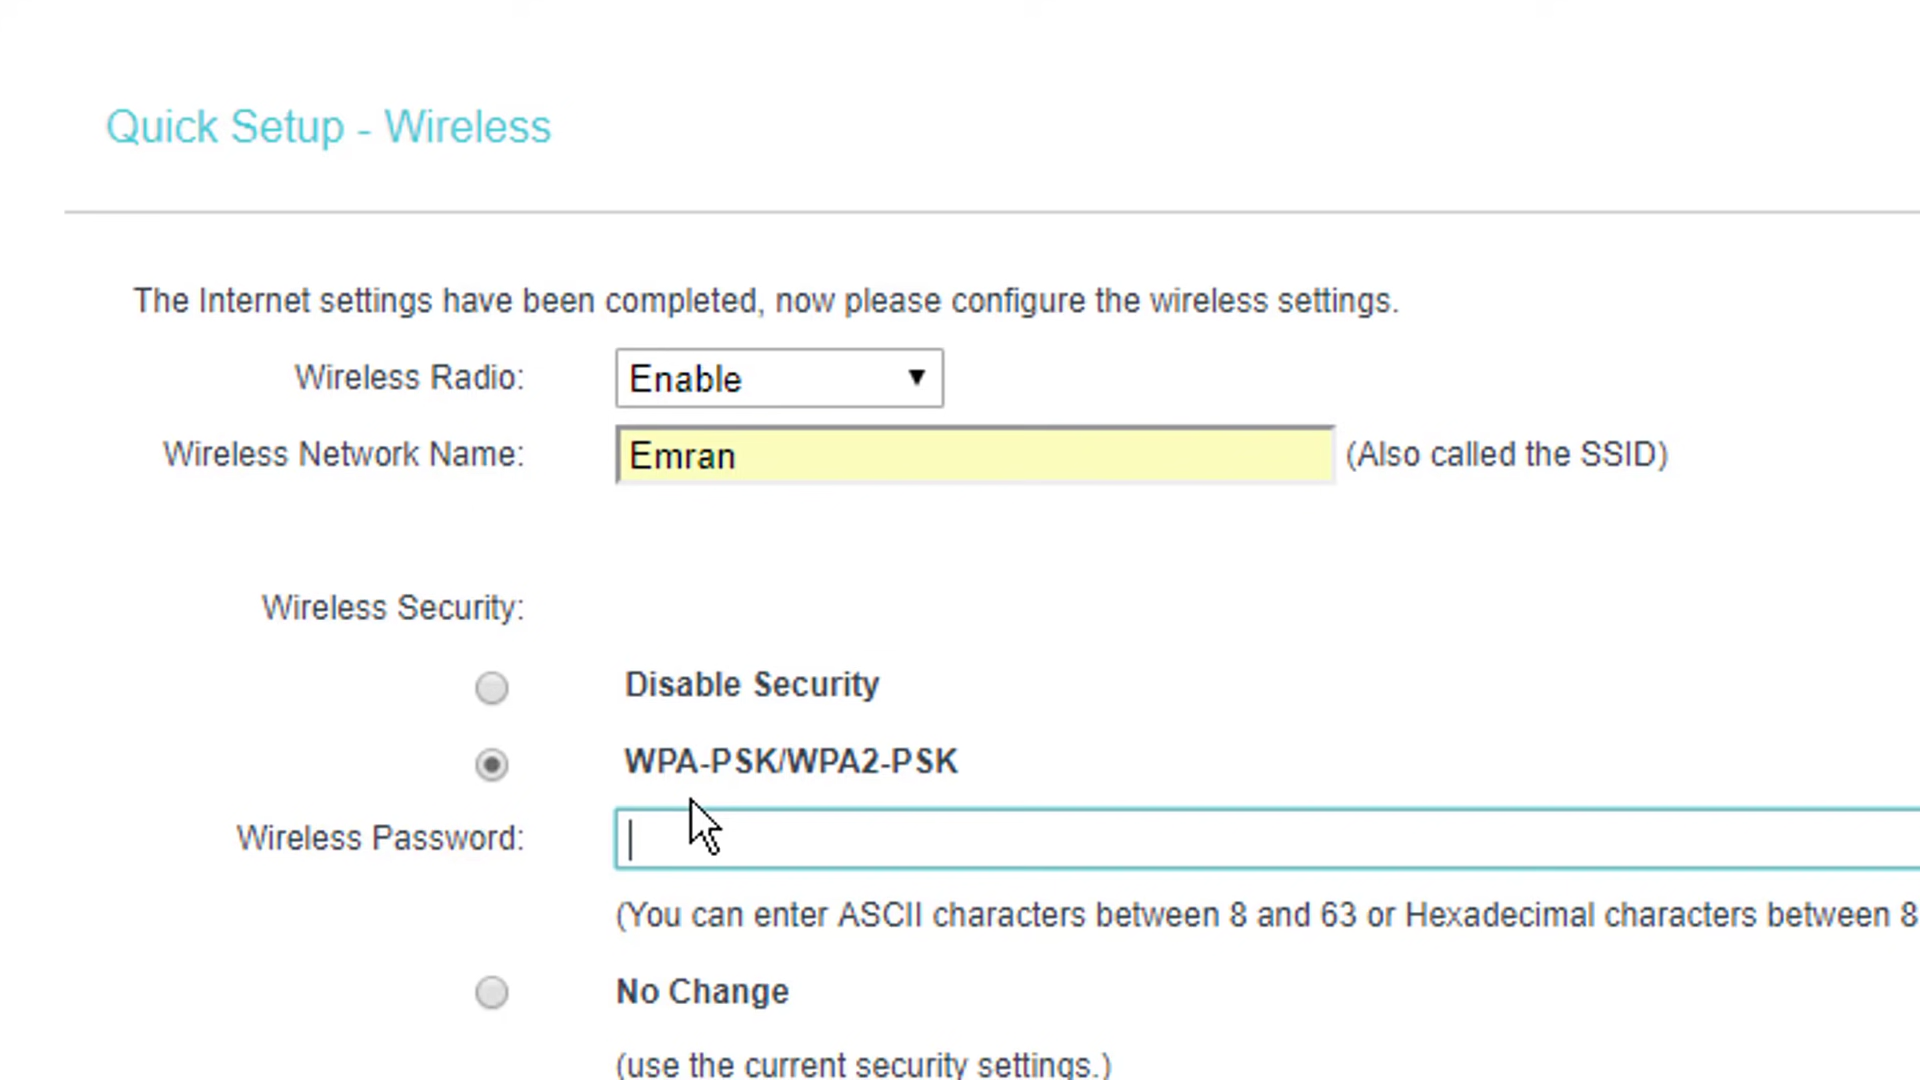 Quick Setup - Wireless
The Internet settings have been completed, now please configure the wireless settings.
Wireless Radio: Enable
Wireless Network Name: Emran (Also called the SSID)
Wireless Security:
Disable Security
WPA-PSK/WPA2-PSK
Wireless Password:
(You can enter ASCII characters between 8 and 63 or Hexadecimal characters between 8
No Change
(use the current security settings.)